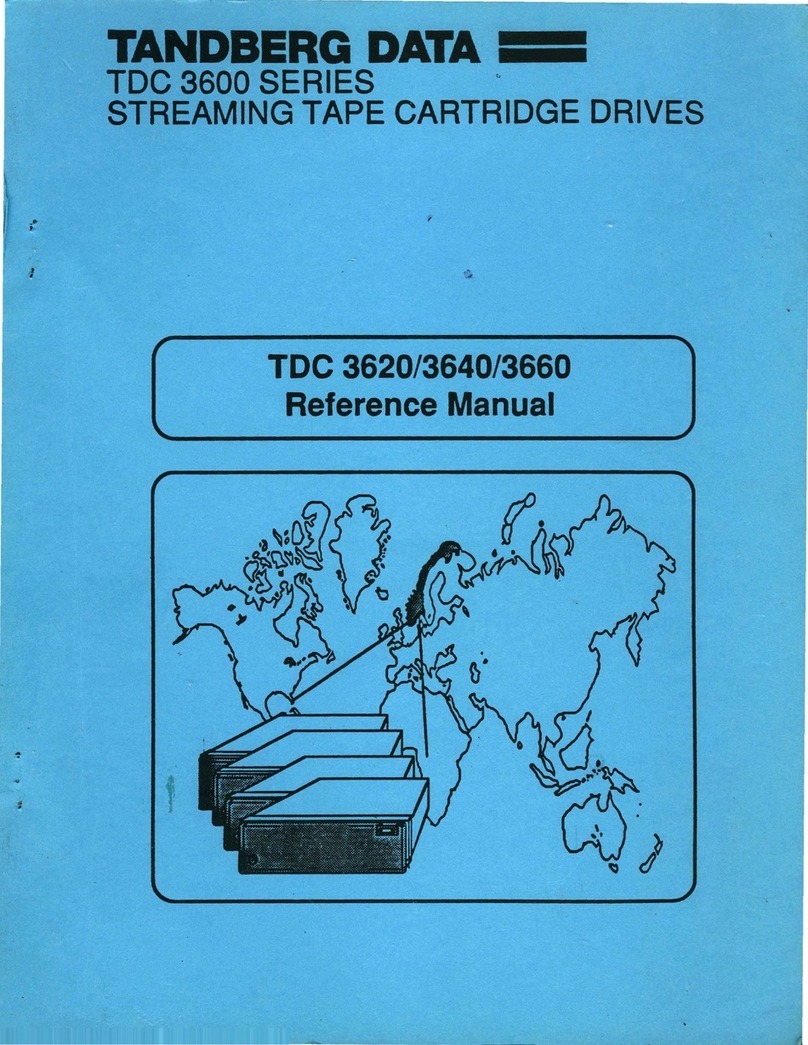 TANDBERG DATA
TDC 3600 SERIES
STREAMING TAPE CARTRIDGE DRIVES
TDC 3620/3640/3660
Reference Manual